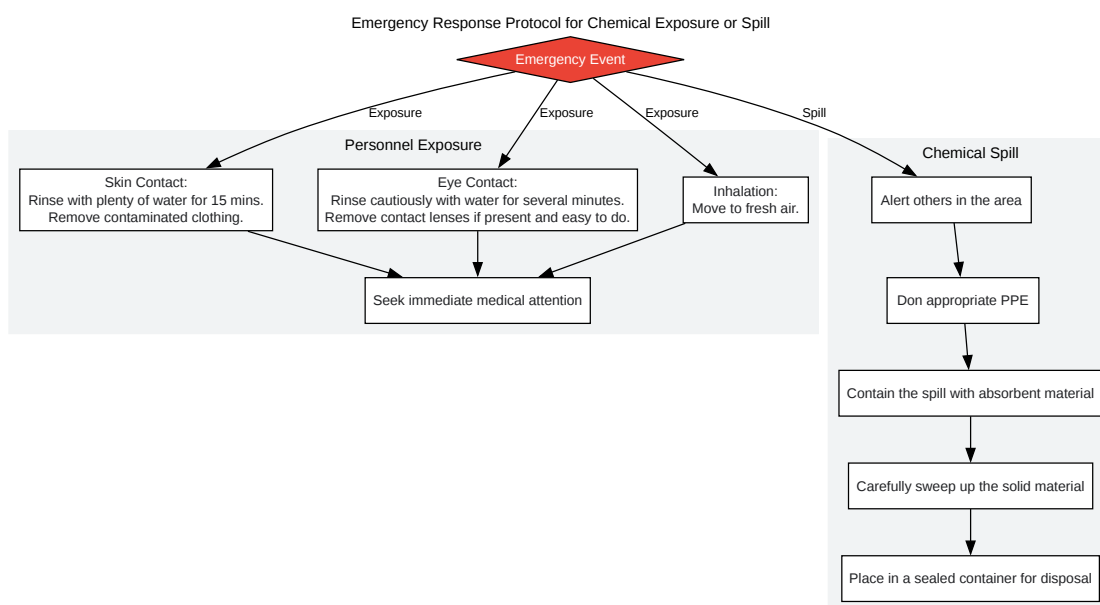 Emergency Response Protocol for Chemical Exposure or Spill
Emergency Event
Exposure
Exposure
Exposure
Spill
Personnel Exposure
Skin Contact:
Rinse with plenty of water for 15 mins.
Remove contaminated clothing.
Eye Contact:
Rinse cautiously with water for several minutes.
Remove contact lenses if present and easy to do.
Inhalation:
Move to fresh air.
Seek immediate medical attention
Chemical Spill
Alert others in the area
Don appropriate PPE
Contain the spill with absorbent material
Carefully sweep up the solid material
Place in a sealed container for disposal